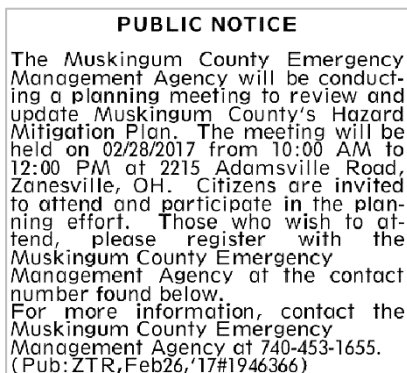 PUBLIC NOTICE
The Muskingum County Emergency
Management Agency will be conduct-
ing a planning meeting to review and
update Muskingum County's Hazard
Mitigation Plan. The meeting will be
held on 02/28/2017 from 10:00 AM to
12:00 PM at 2215 Adamsville Road,
Zanesville, OH. Citizens are invited
to attend and participate in the plan-
ning effort. Those who wish to at-
tend, please register with the
Muskingum County Emergency
Management Agency at the contact
number found below.
For more information, contact the
Muskingum County Emergency
Management Agency at 740-453-1655.
(Pub:ZTR,Feb26,'17#1946366)